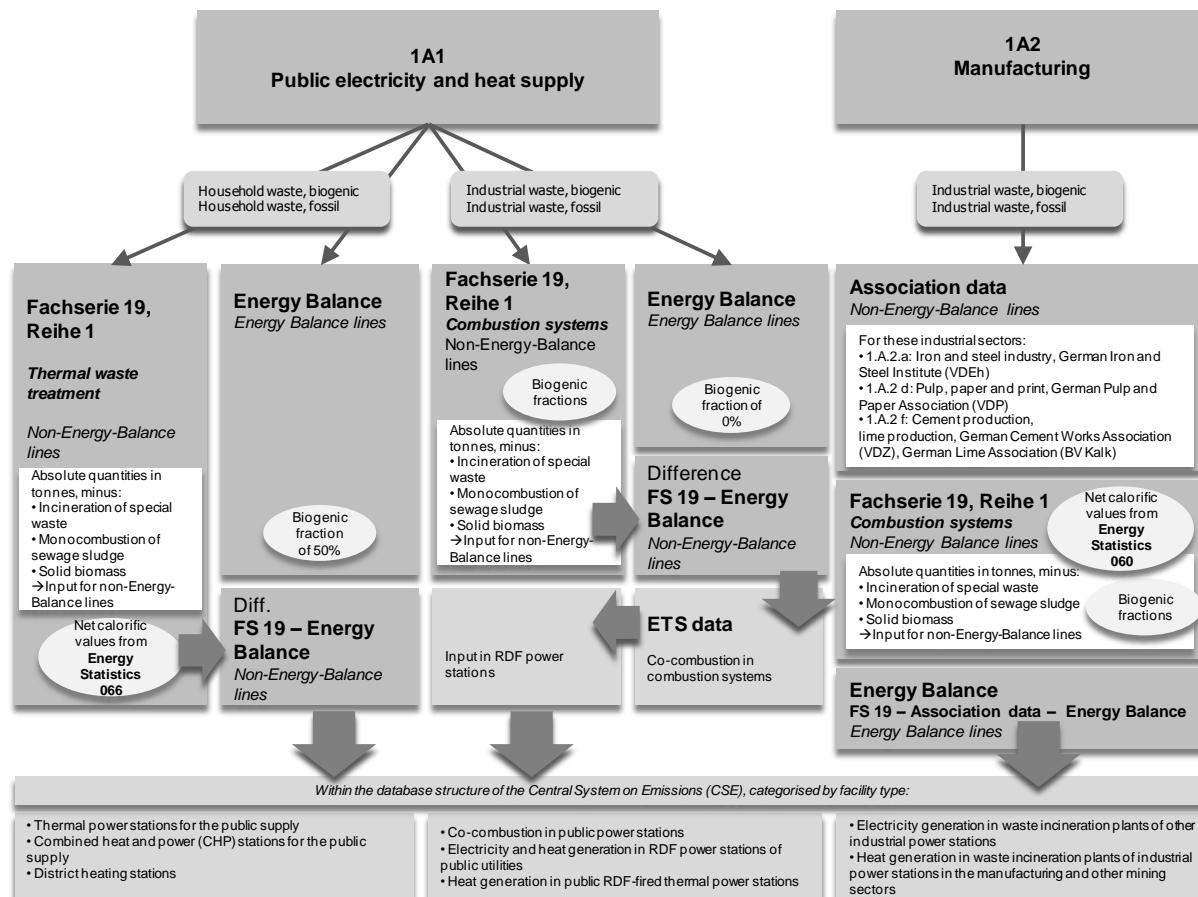 1A1
Public electricity and heat supply
1A2
Manufacturing
Household waste, biogenic
Household waste, fossil
Industrial waste, biogenic
Industrial waste, fossil
Industrial waste, biogenic
Industrial waste, fossil
Fachserie 19,
Reihe 1
Thermal waste
treatment
Non-Energy-Balance
lines
Absolute quantities in
tonnes, minus:
• Incineration of special
waste
• Monocombustion of
sewage sludge
• Solid biomass
→Input for non-Energy-
Balance lines
Net calorific
values from
Energy
Statistics
066
Energy Balance
Energy Balance lines
Biogenic
fraction
of 50%
Diff.
FS 19 – Energy
Balance
Non-Energy-Balance
lines
Fachserie 19,
Reihe 1
Combustion systems
Non-Energy-Balance
lines
Biogenic
fractions
Absolute quantities in
tonnes, minus:
• Incineration of special
waste
• Monocombustion of
sewage sludge
• Solid biomass
→Input for non-Energy-
Balance lines
Input in RDF power
stations
Energy Balance
Energy Balance lines
Biogenic
fraction of
0%
Difference
FS 19 – Energy
Balance
Non-Energy-Balance
lines
ETS data
Co-combustion in
combustion systems
Association data
Non-Energy-Balance lines
For these industrial sectors:
• 1.A.2.a: Iron and steel industry, German Iron and
Steel Institute (VDEh)
• 1.A.2 d: Pulp, paper and print, German Pulp and
Paper Association (VDP)
• 1.A.2 f: Cement production,
lime production, German Cement Works Association
(VDZ), German Lime Association (BV Kalk)
Fachserie 19, Reihe 1
Combustion systems
Non-Energy Balance lines
Net calorific
values from
Energy
Statistics
060
Absolute quantities in tonnes, minus:
• Incineration of special waste
• Monocombustion of sewage sludge
• Solid biomass
→Input for non-Energy-Balance lines
Biogenic
fractions
Energy Balance
FS 19 – Association data – Energy Balance
Energy Balance lines
Within the database structure of the Central System on Emissions (CSE), categorised by facility type:
• Thermal power stations for the public supply
• Combined heat and power (CHP) stations for the public
supply
• District heating stations
• Co-combustion in public power stations
• Electricity and heat generation in RDF power stations of
public utilities
• Heat generation in public RDF-fired thermal power stations
• Electricity generation in waste incineration plants of other
industrial power stations
• Heat generation in waste incineration plants of industrial
power stations in the manufacturing and other mining
sectors